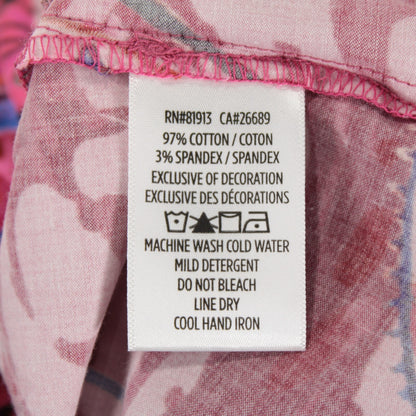 RN#81913 CA#26689
97% COTTON / COTON
3% SPANDEX / SPANDEX
EXCLUSIVE OF DECORATION
EXCLUSIVE DES DÉCORATIONS
MACHINE WASH COLD WATER
MILD DETERGENT
DO NOT BLEACH
LINE DRY
COOL HAND IRON